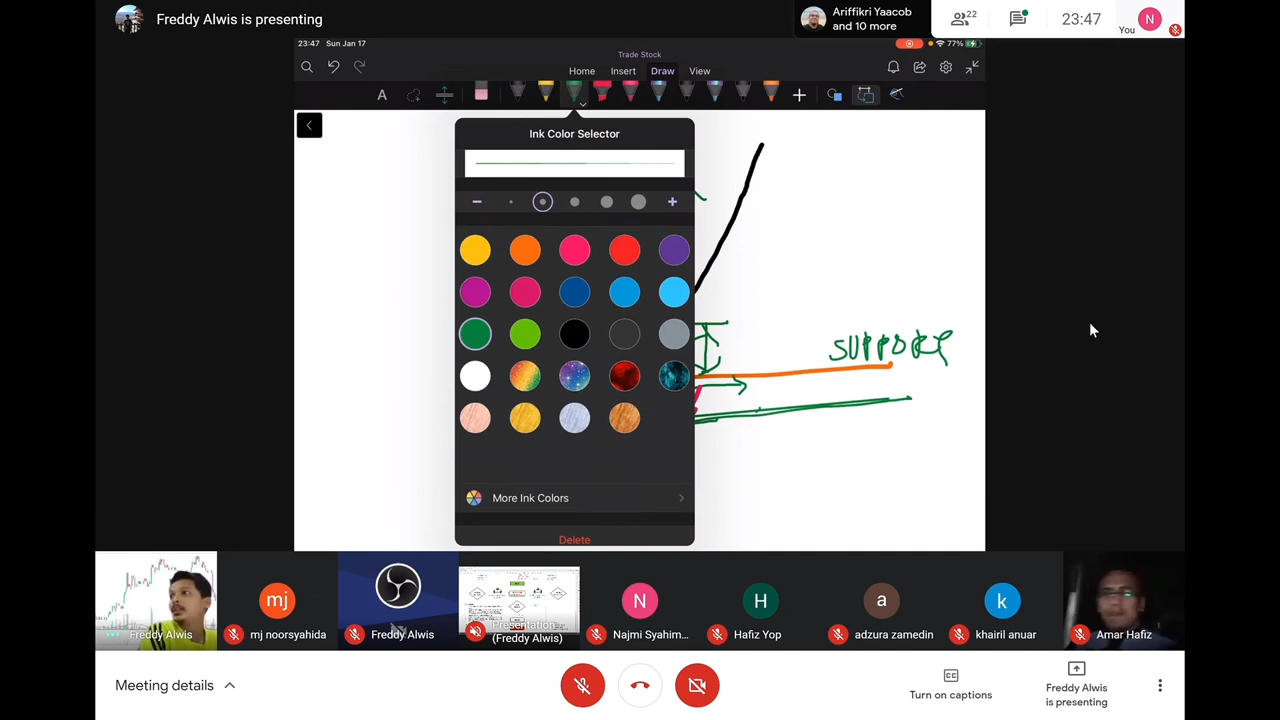 Freddy Alwis is presenting
Ariffikri Yaacob
and 10 more
22
23:47
You
N
23:47 Sun Jan 17
77%
Trade Stock
Home Insert Draw View
A
Ink Color Selector
SUPPORT
More Ink Colors
Delete
Freddy Alwis
mj
mj noorsyahida
Freddy Alwis
Presentation
(Freddy Alwis)
N
Najmi Syahim...
H
Hafiz Yop
a
adzura zamedin
k
khairil anuar
Amar Hafiz
Meeting details
Turn on captions
Freddy Alwis
is presenting